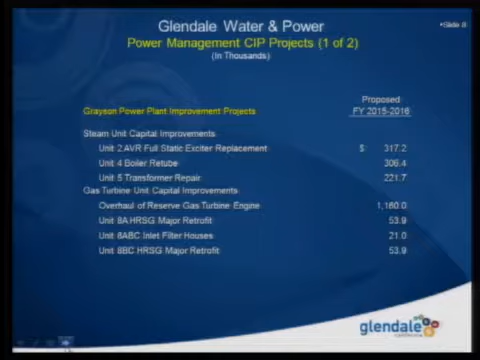 •Slide 8
Glendale Water & Power
Power Management CIP Projects (1 of 2)
(In Thousands)
Proposed
Grayson Power Plant Improvement Projects FY 2015-2016
Steam Unit Capital Improvements
Unit 2 AVR Full Static Exciter Replacement $ 317.2
Unit 4 Boiler Retube 306.4
Unit 5 Transformer Repair 221.7
Gas Turbine Unit Capital Improvements
Overhaul of Reserve Gas Turbine Engine 1,160.0
Unit 8A HRSG Major Retrofit 53.9
Unit 8ABC Inlet Filter Houses 21.0
Unit 8BC HRSG Major Retrofit 53.9
glendale
california